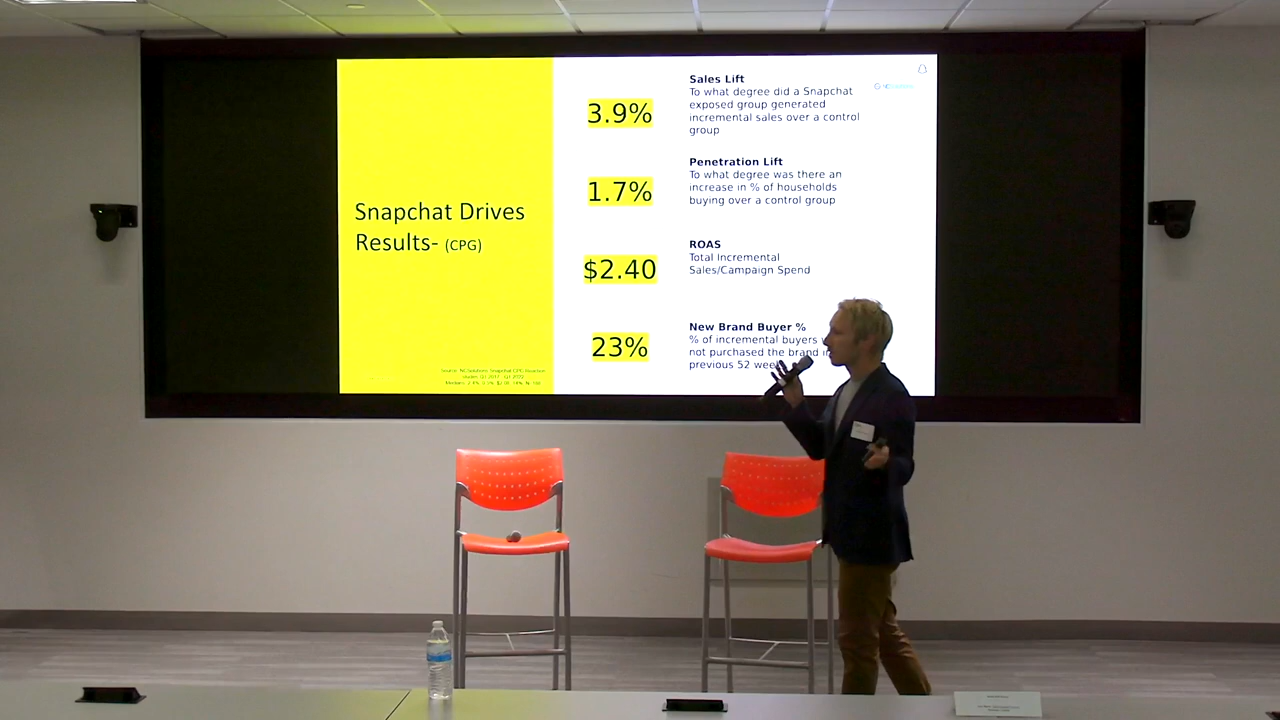 Snapchat Drives
Results- (CPG)
3.9%
Sales Lift
To what degree did a Snapchat
exposed group generated
incremental sales over a control
group
1.7%
Penetration Lift
To what degree was there an
increase in % of households
buying over a control group
$2.40
ROAS
Total Incremental
Sales/Campaign Spend
23%
New Brand Buyer %
% of incremental buyers
not purchased the brand
previous 52